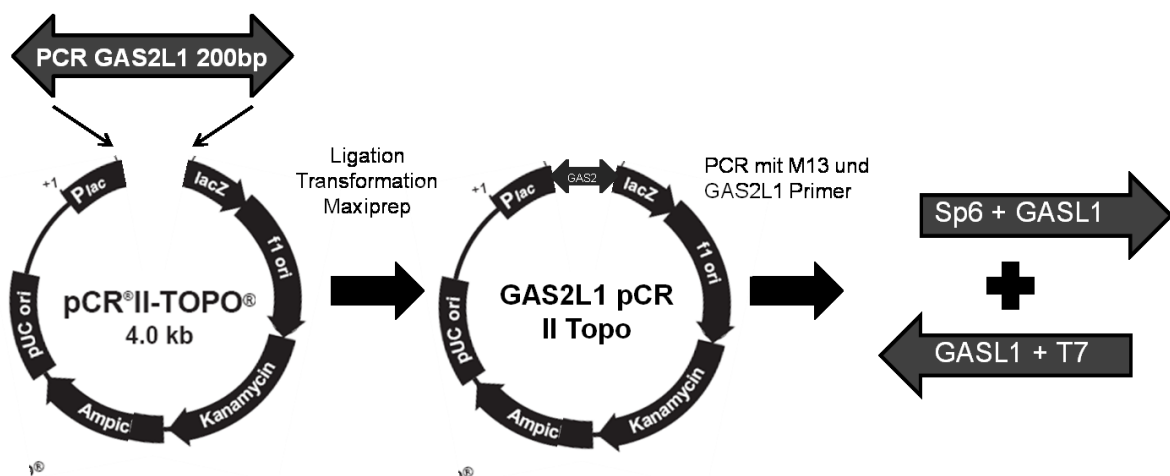 PCR GAS2L1 200bp
+1
Plac
lacZ
f1 ori
Kanamycin
Ampic
pUC ori
pCR®II-TOPO®
4.0 kb
)®
Ligation
Transformation
Maxiprep
+1
Plac
GAS2
lacZ
f1 ori
Kanamycin
Ampic
pUC ori
GAS2L1 pCR
II Topo
)®
PCR mit M13 und
GAS2L1 Primer
Sp6 + GASL1
GASL1 + T7